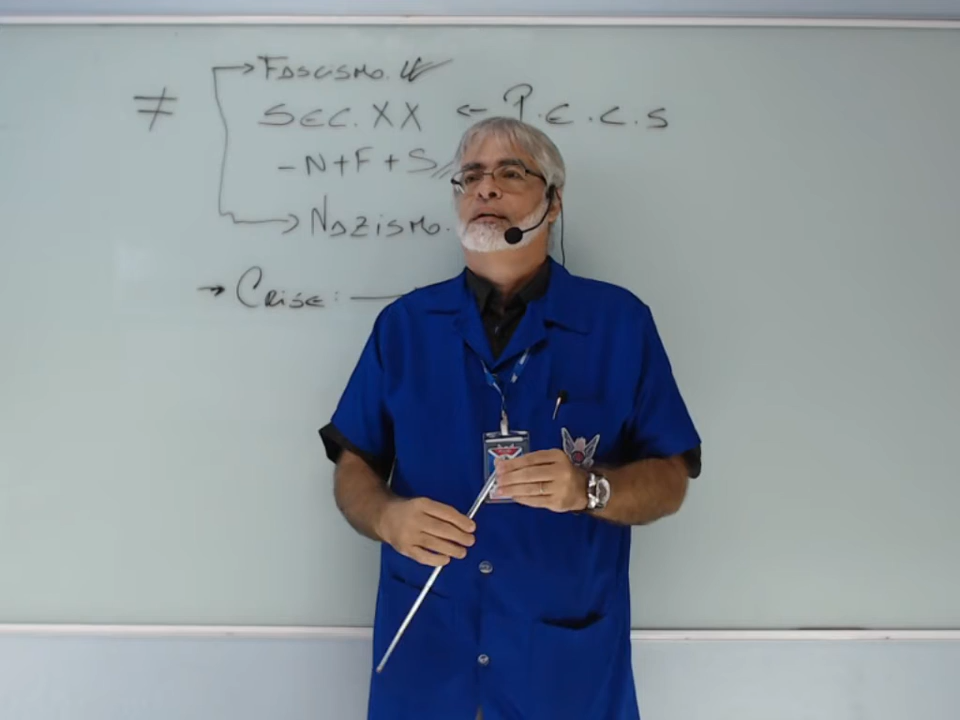 → Fascismo.
≠ SEC. XX ← P.E.C.S
- N + F + S
→ Nazismo.
→ Crise: —